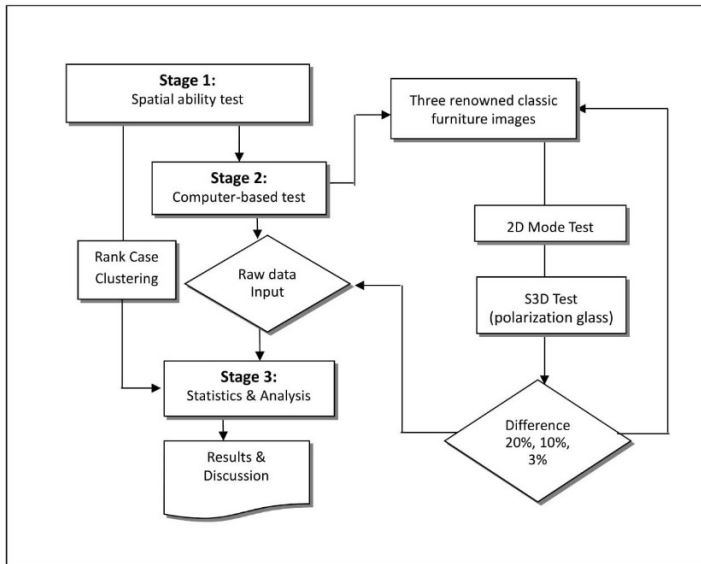 Stage 1:
Spatial ability test
Three renowned classic
furniture images
Stage 2:
Computer-based test
2D Mode Test
Rank Case
Clustering
Raw data
Input
S3D Test
(polarization glass)
Stage 3:
Statistics & Analysis
Difference
20%, 10%,
3%
Results &
Discussion